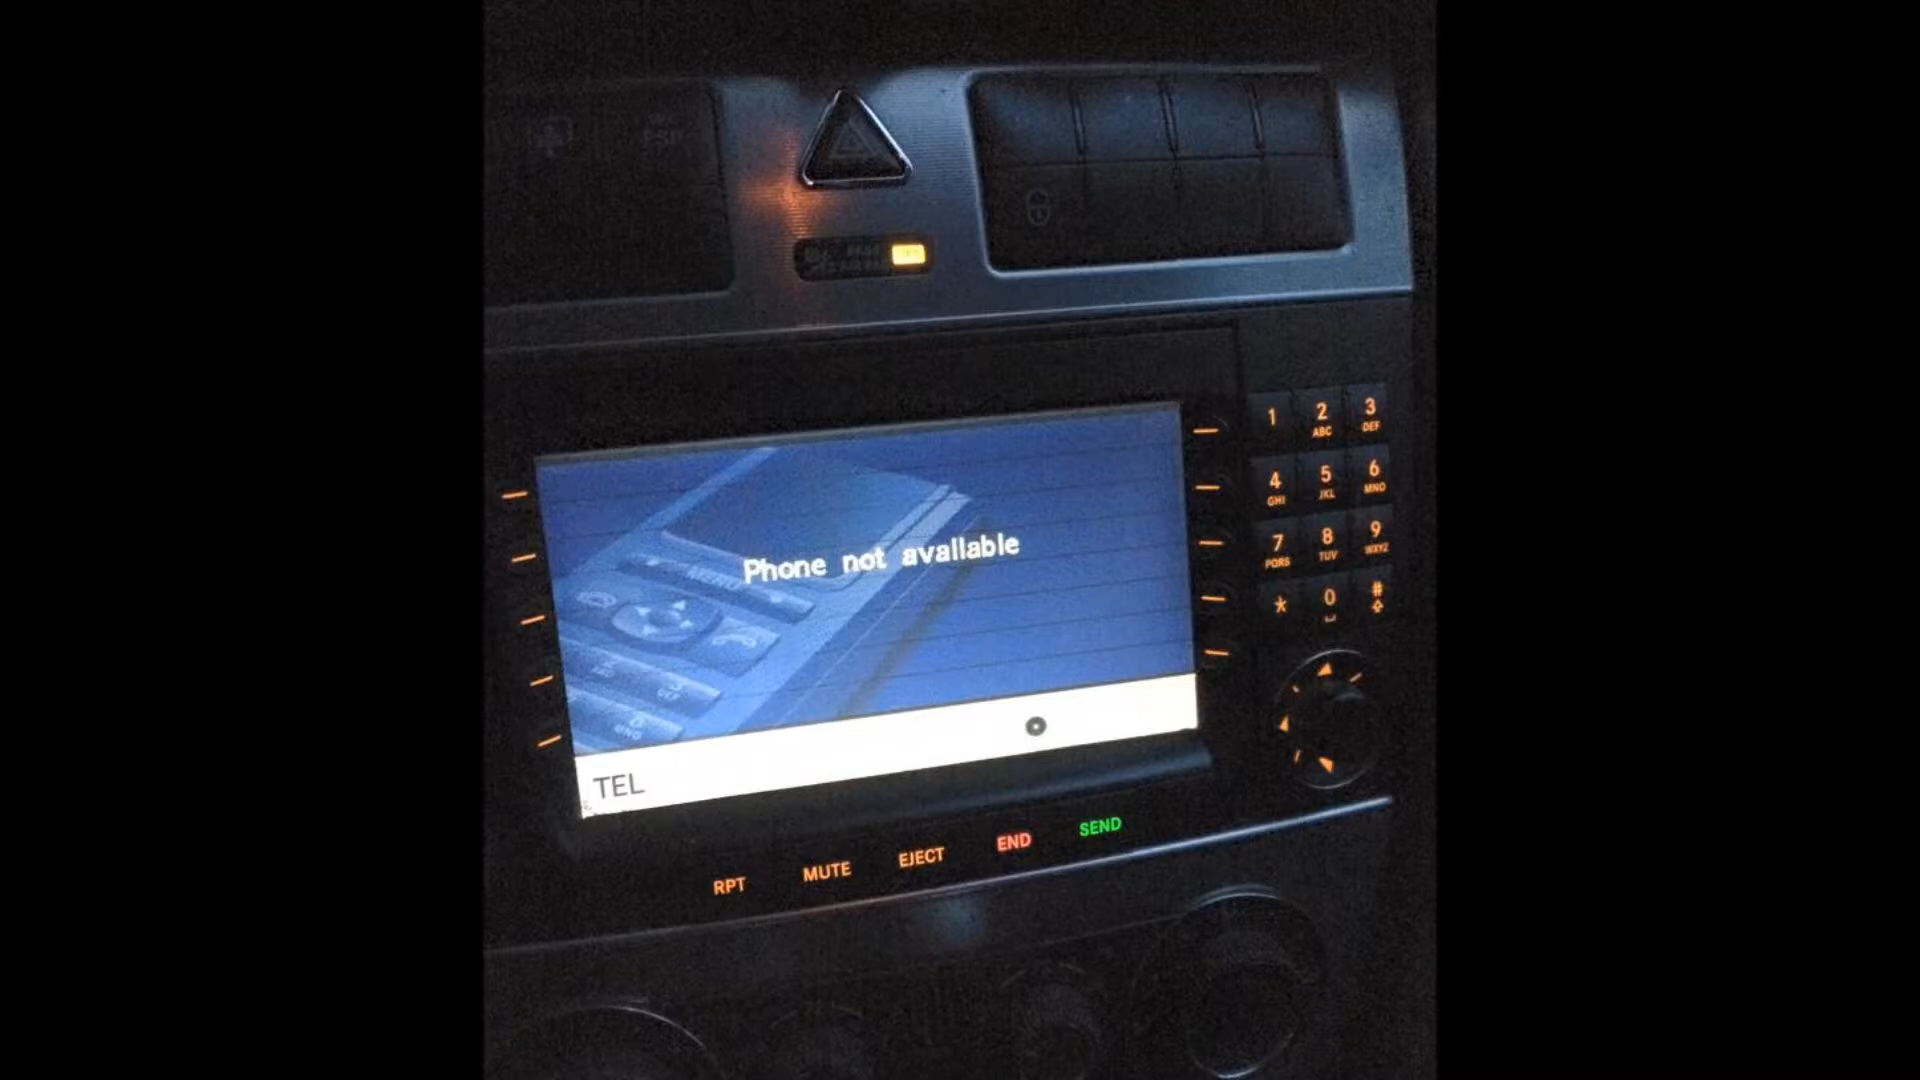 Phone not available
TEL
RPT
MUTE
EJECT
END
SEND
1
2
ABC
3
DEF
4
GHI
5
JKL
6
MNO
7
PQRS
8
TUV
9
WXYZ
*
0
#